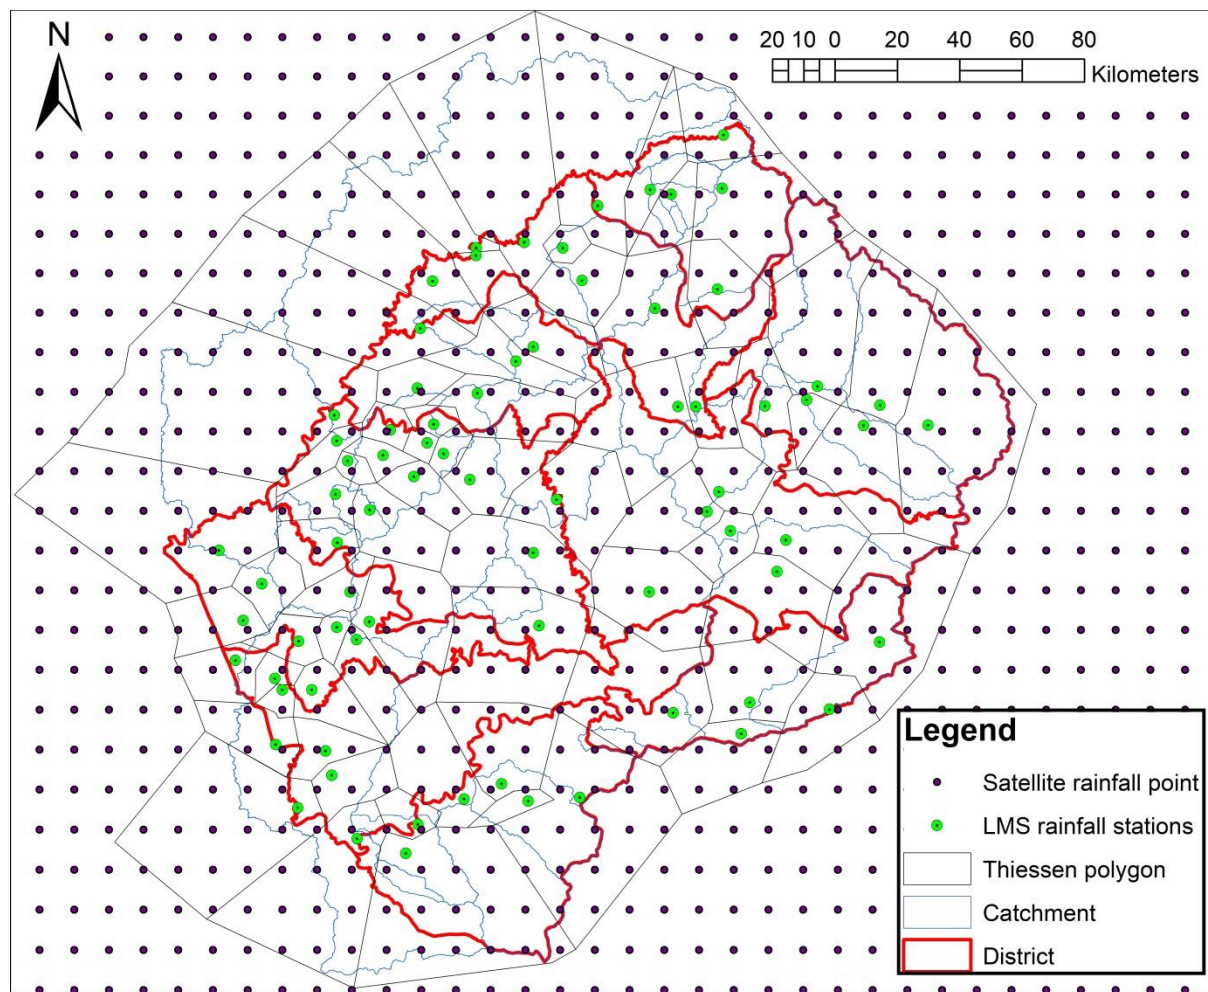 N
20 10 0 20 40 60 80
Kilometers
Legend
Satellite rainfall point
LMS rainfall stations
Thiessen polygon
Catchment
District